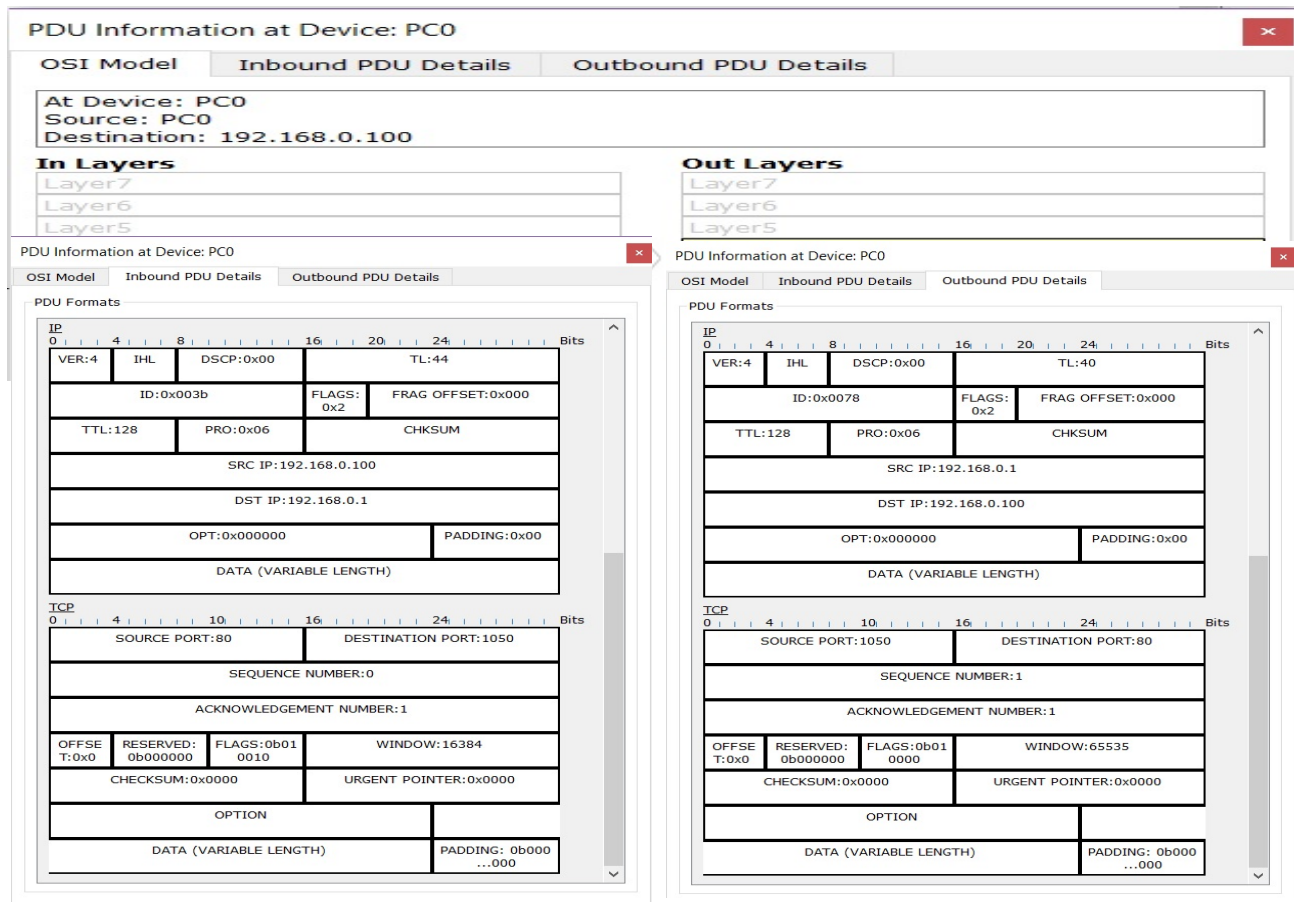 PDU Information at Device: PC0
×
OSI Model Inbound PDU Details Outbound PDU Details
At Device: PC0
Source: PC0
Destination: 192.168.0.100
In Layers
Layer7
Layer6
Layer5
Out Layers
Layer7
Layer6
Layer5
PDU Information at Device: PC0
×
OSI Model Inbound PDU Details Outbound PDU Details
PDU Formats
IP
0 4 8 16 20 24 Bits
VER:4 IHL DSCP:0x00 TL:44
ID:0x003b FLAGS: 0x2 FRAG OFFSET:0x000
TTL:128 PRO:0x06 CHKSUM
SRC IP:192.168.0.100
DST IP:192.168.0.1
OPT:0x000000 PADDING:0x00
DATA (VARIABLE LENGTH)
TCP
0 4 10 16 24 Bits
SOURCE PORT:80 DESTINATION PORT:1050
SEQUENCE NUMBER:0
ACKNOWLEDGEMENT NUMBER:1
OFFSE RESERVED: FLAGS:0b01 WINDOW:16384
T:0x0 0b000000 0010
CHECKSUM:0x0000 URGENT POINTER:0x0000
OPTION
DATA (VARIABLE LENGTH) PADDING: 0b000
...000
PDU Information at Device: PC0
×
OSI Model Inbound PDU Details Outbound PDU Details
PDU Formats
IP
0 4 8 16 20 24 Bits
VER:4 IHL DSCP:0x00 TL:40
ID:0x0078 FLAGS: 0x2 FRAG OFFSET:0x000
TTL:128 PRO:0x06 CHKSUM
SRC IP:192.168.0.1
DST IP:192.168.0.100
OPT:0x000000 PADDING:0x00
DATA (VARIABLE LENGTH)
TCP
0 4 10 16 24 Bits
SOURCE PORT:1050 DESTINATION PORT:80
SEQUENCE NUMBER:1
ACKNOWLEDGEMENT NUMBER:1
OFFSE RESERVED: FLAGS:0b01 WINDOW:65535
T:0x0 0b000000 0000
CHECKSUM:0x0000 URGENT POINTER:0x0000
OPTION
DATA (VARIABLE LENGTH) PADDING: 0b000
...000